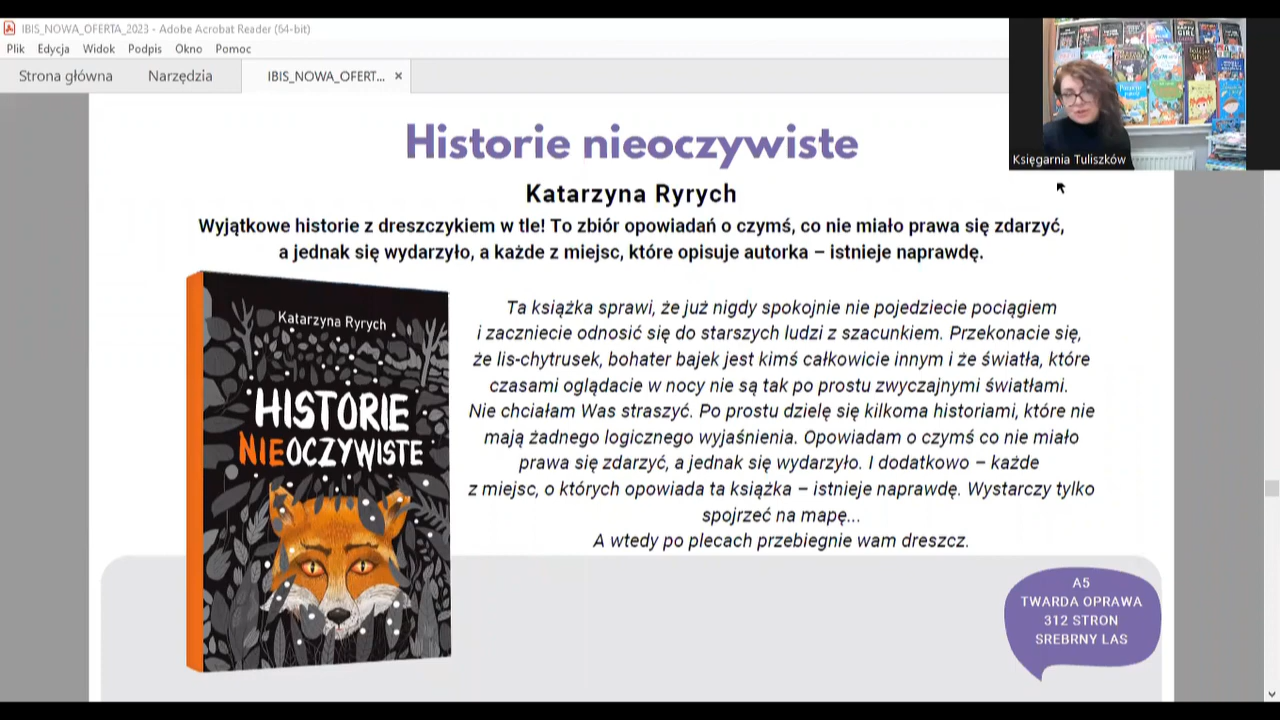 IBIS_NOWA_OFERTA_2023 - Adobe Acrobat Reader (64-bit)
Plik Edycja Widok Podpis Okno Pomoc
Strona główna Narzędzia IBIS_NOWA_OFERT... ×
Księgarnia Tuliszków
Historie nieoczywiste
Katarzyna Ryrych
Wyjątkowe historie z dreszczykiem w tle! To zbiór opowiadań o czymś, co nie miało prawa się zdarzyć,
a jednak się wydarzyło, a każde z miejsc, które opisuje autorka – istnieje naprawdę.
Katarzyna Ryrych
HISTORIE
NIEOCZYWISTE
Ta książka sprawi, że już nigdy spokojnie nie pojedziecie pociągiem
i zaczniecie odnosić się do starszych ludzi z szacunkiem. Przekonacie się,
że lis-chytrusek, bohater bajek jest kimś całkowicie innym i że światła, które
czasami oglądacie w nocy nie są tak po prostu zwyczajnymi światłami.
Nie chciałam Was straszyć. Po prostu dzielę się kilkoma historiami, które nie
mają żadnego logicznego wyjaśnienia. Opowiadam o czymś co nie miało
prawa się zdarzyć, a jednak się wydarzyło. I dodatkowo – każde
z miejsc, o których opowiada ta książka – istnieje naprawdę. Wystarczy tylko
spojrzeć na mapę...
A wtedy po plecach przebiegnie wam dreszcz.
A5
TWARDA OPRAWA
312 STRON
SREBRNY LAS